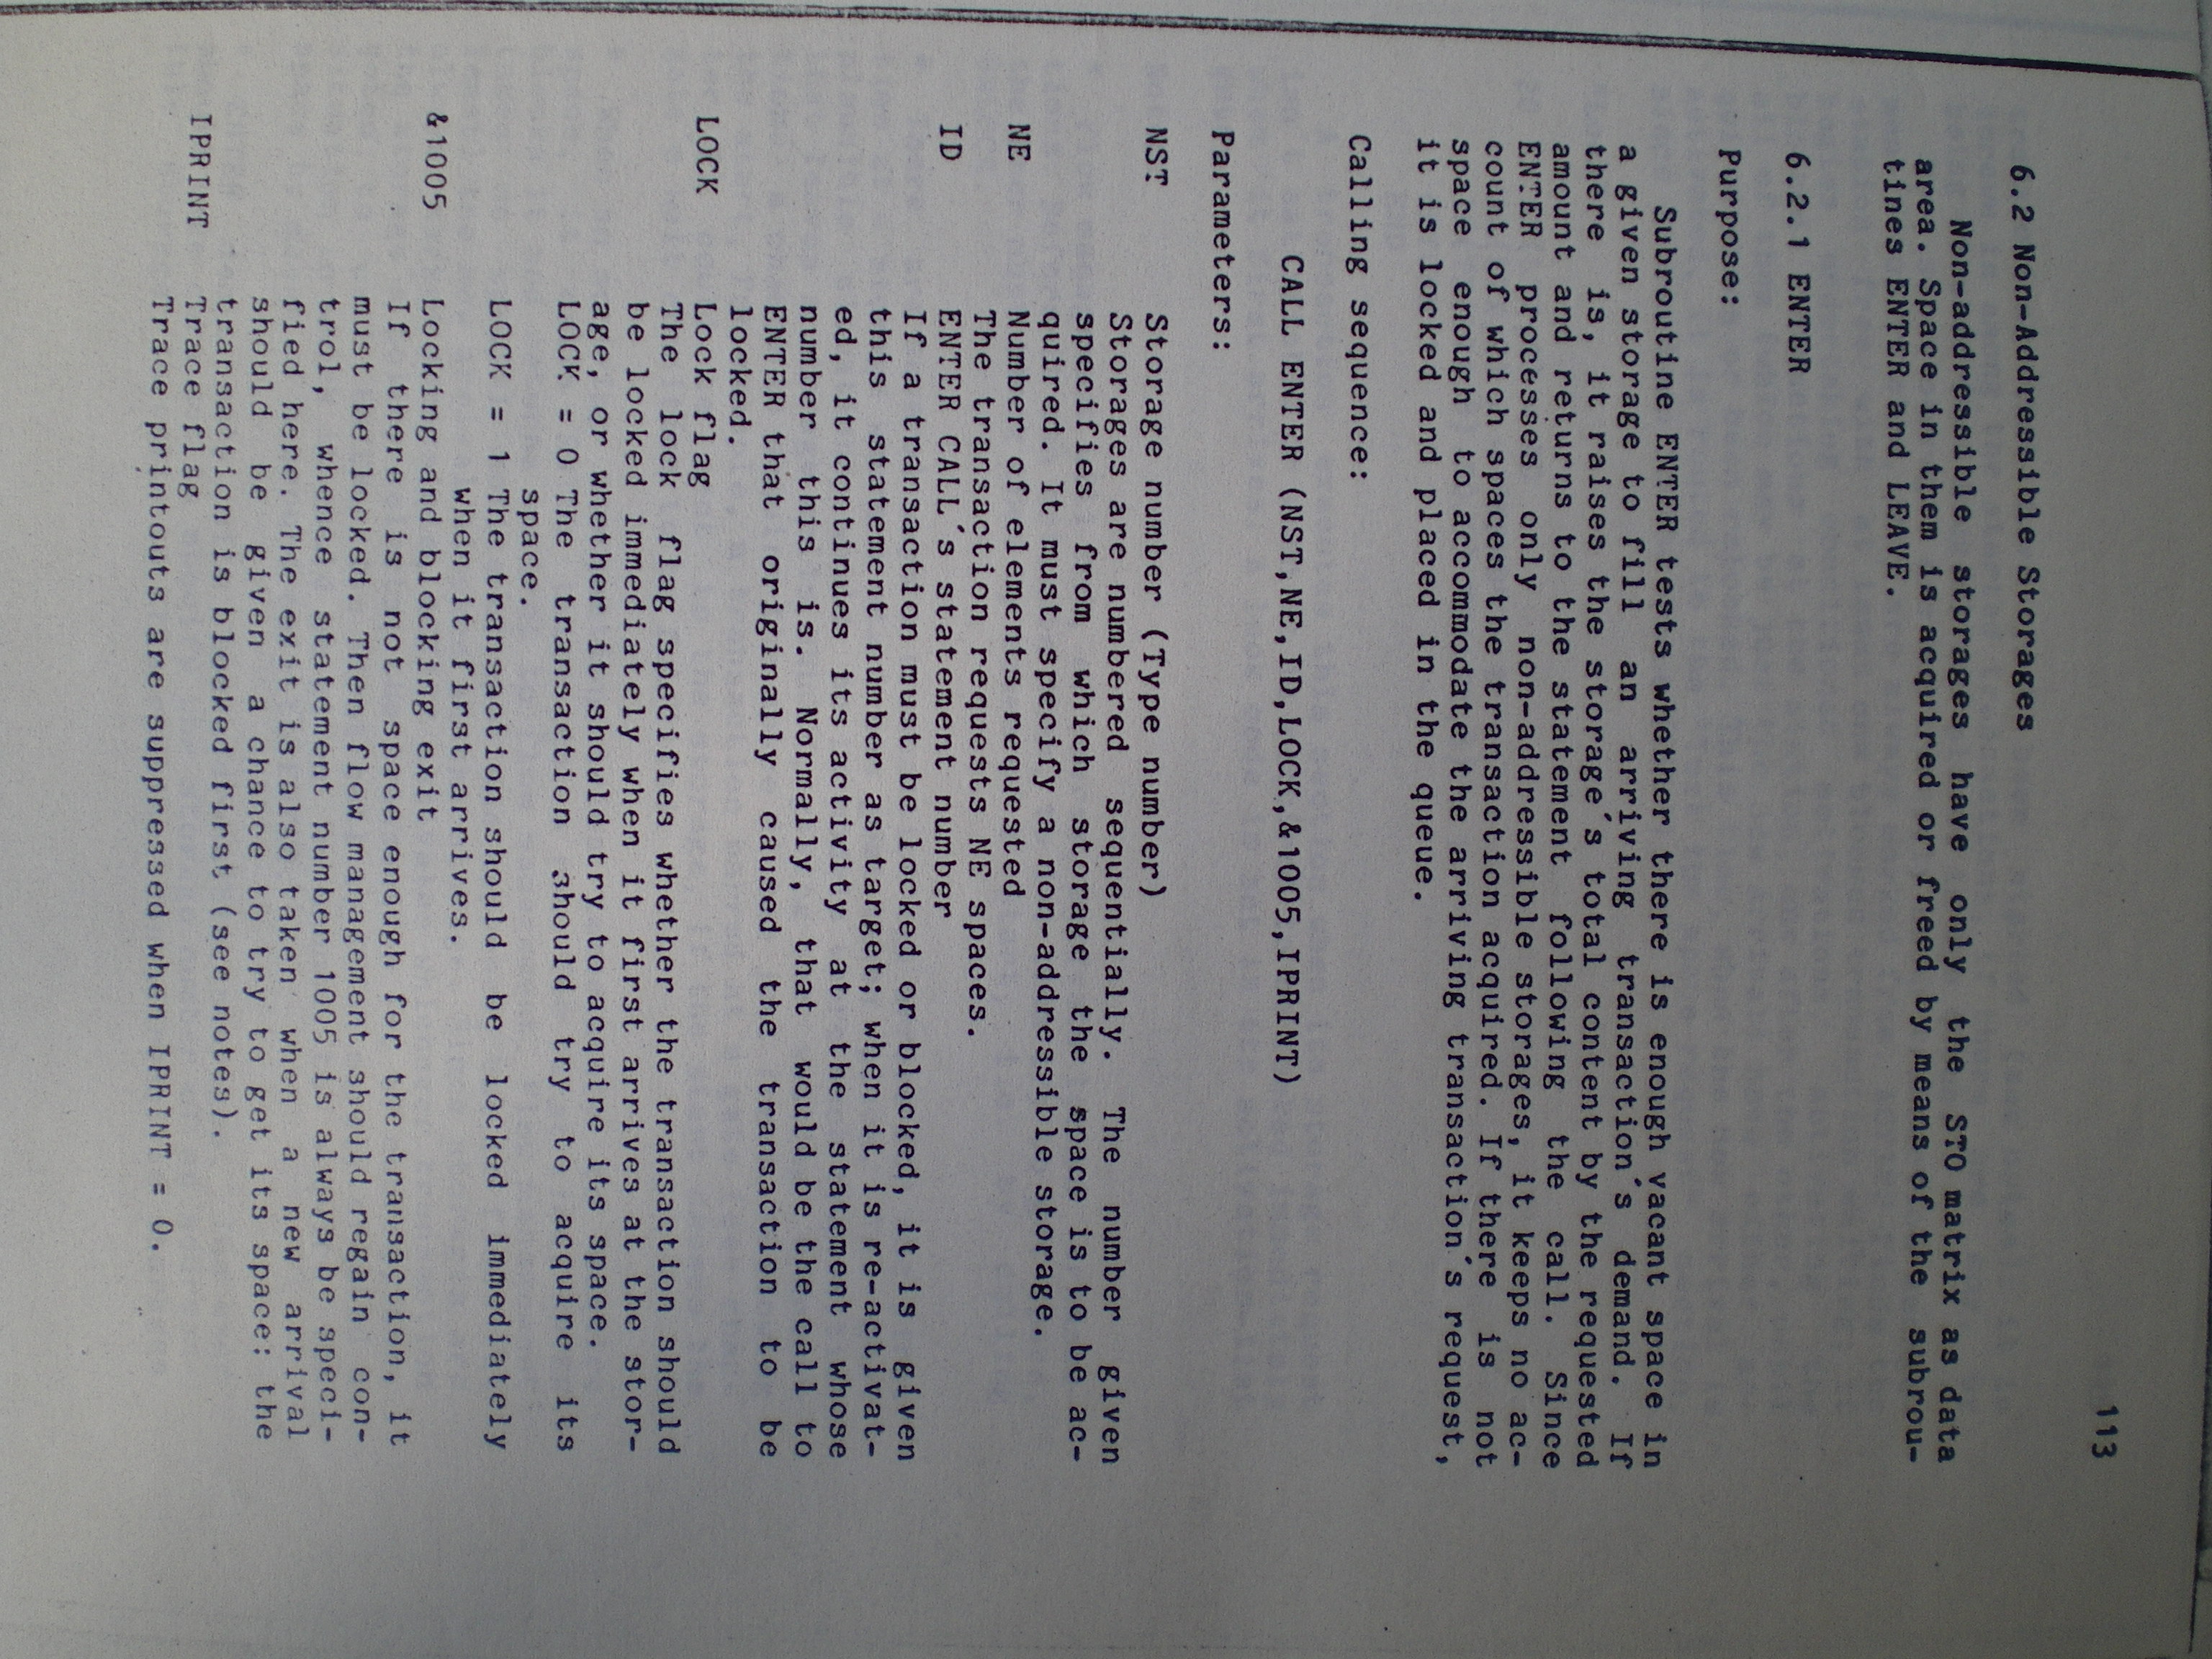 113
6.2 Non-Addressible Storages
Non-addressible storages have only the STO matrix as data
area. Space in them is acquired or freed by means of the subrou-
tines ENTER and LEAVE.
6.2.1 ENTER
Purpose:
Subroutine ENTER tests whether there is enough vacant space in
a given storage to fill an arriving transaction's demand. If
there is, it raises the storage's total content by the requested
amount and returns to the statement following the call. Since
ENTER processes only non-addressible storages, it keeps no ac-
count of which spaces the transaction acquired. If there is not
space enough to accommodate the arriving transaction's request,
it is locked and placed in the queue.
Calling sequence:
CALL ENTER (NST,NE,ID,LOCK,&1005,IPRINT)
Parameters:
NST Storage number (Type number)
Storages are numbered sequentially. The number given
specifies from which storage the space is to be ac-
quired. It must specify a non-addressible storage.
NE Number of elements requested
The transaction requests NE spaces.
ID ENTER CALL's statement number
If a transaction must be locked or blocked, it is given
this statement number as target; when it is re-activat-
ed, it continues its activity at the statement whose
number this is. Normally, that would be the call to
ENTER that originally caused the transaction to be
locked.
LOCK Lock flag
The lock flag specifies whether the transaction should
be locked immediately when it first arrives at the stor-
age, or whether it should try to acquire its space.
LOCK = 0 The transaction should try to acquire its
space.
LOCK = 1 The transaction should be locked immediately
when it first arrives.
&1005 Locking and blocking exit
If there is not space enough for the transaction, it
must be locked. Then flow management should regain con-
trol, whence statement number 1005 is always be speci-
fied here. The exit is also taken when a new arrival
should be given a chance to try to get its space: the
transaction is blocked first (see notes).
IPRINT Trace flag
Trace printouts are suppressed when IPRINT = 0.